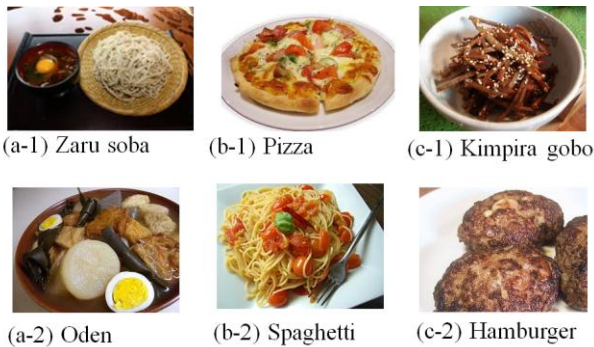 (a-1) Zaru soba
(b-1) Pizza
(c-1) Kimpira gobo
(a-2) Oden
(b-2) Spaghetti
(c-2) Hamburger